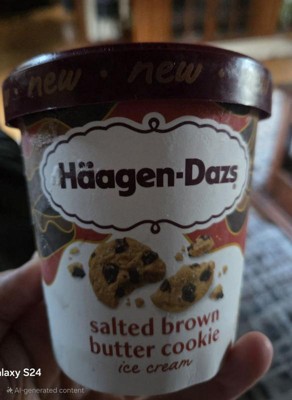 new · new
Häagen-Dazs
salted brown
butter cookie
ice cream
alaxy S24
AI-generated content